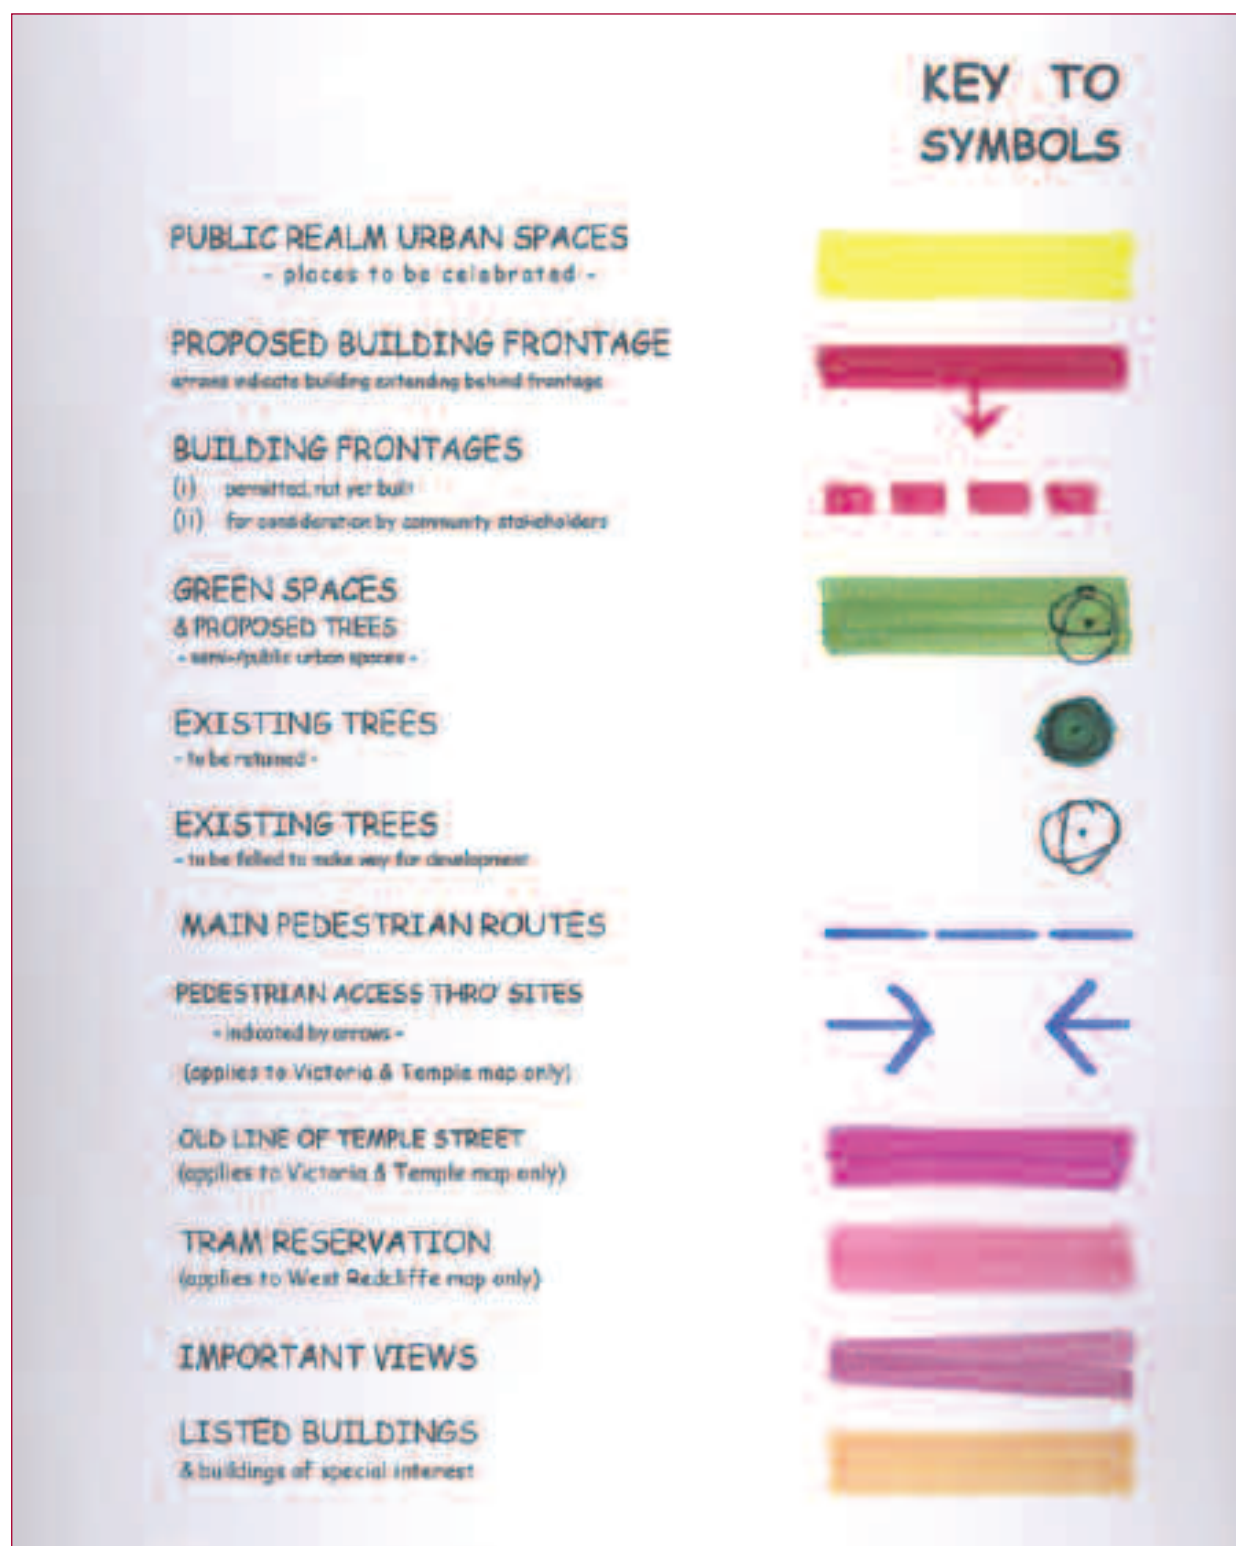 KEY TO
SYMBOLS
PUBLIC REALM URBAN SPACES
- places to be celebrated -
PROPOSED BUILDING FRONTAGE
arrows indicate building extending behind frontage
BUILDING FRONTAGES
(i) permitted, not yet built
(ii) for consideration by community stakeholders
GREEN SPACES
& PROPOSED TREES
- semi-/public urban spaces -
EXISTING TREES
- to be retained -
EXISTING TREES
- to be felled to make way for development
MAIN PEDESTRIAN ROUTES
PEDESTRIAN ACCESS THRO' SITES
- indicated by arrows -
(applies to Victoria & Temple map only)
OLD LINE OF TEMPLE STREET
(applies to Victoria & Temple map only)
TRAM RESERVATION
(applies to West Redcliffe map only)
IMPORTANT VIEWS
LISTED BUILDINGS
& buildings of special interest